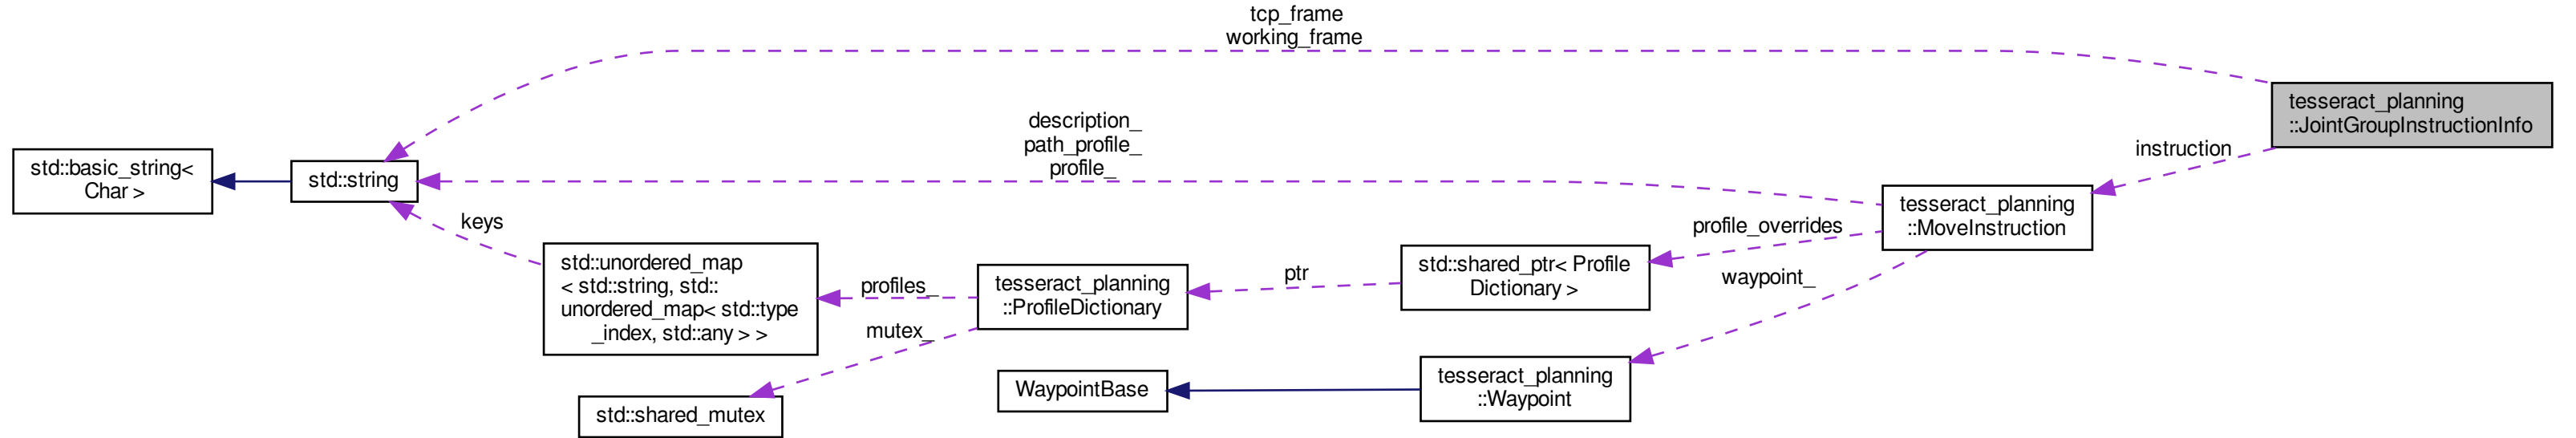 tcp_frame
working_frame
tesseract_planning
::JointGroupInstructionInfo
description_
path_profile_
profile_
instruction
std::basic_string<
Char >
std::string
keys
tesseract_planning
::MoveInstruction
profile_overrides
waypoint_
std::unordered_map
< std::string, std::
unordered_map< std::type
_index, std::any > >
profiles_
mutex_
tesseract_planning
::ProfileDictionary
ptr
std::shared_ptr< Profile
Dictionary >
std::shared_mutex
WaypointBase
tesseract_planning
::Waypoint